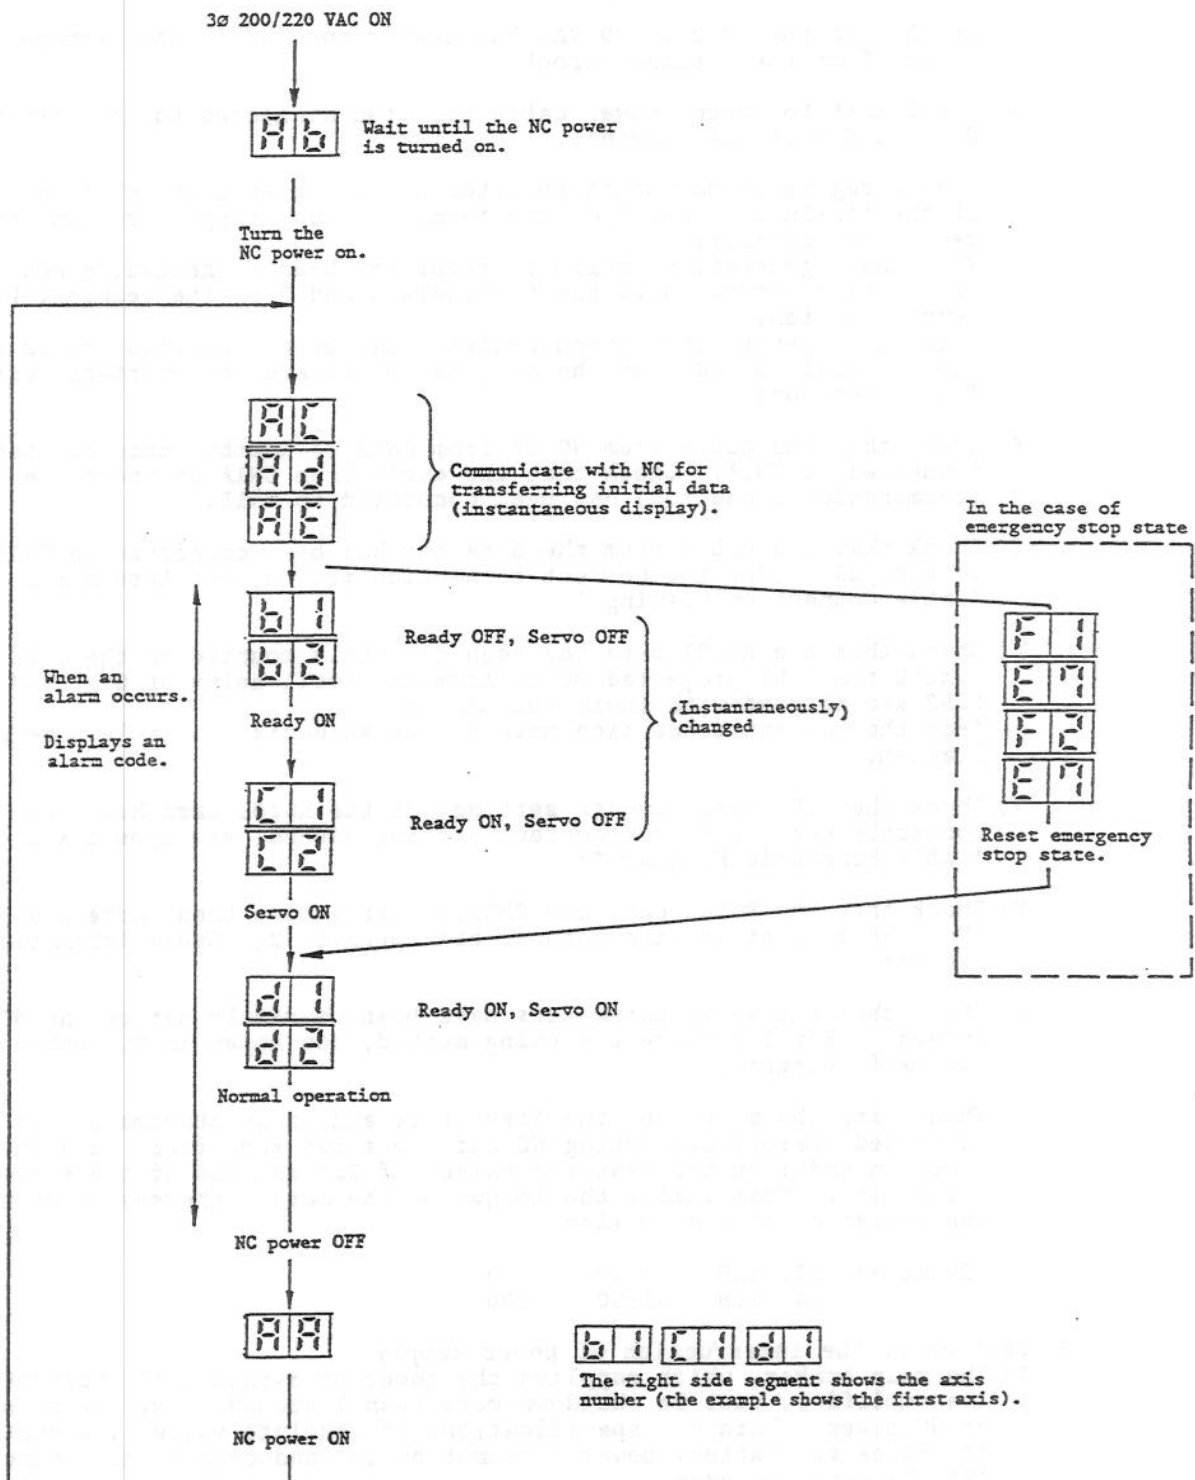 3ø 200/220 VAC ON
Ab
Wait until the NC power
is turned on.
Turn the
NC power on.
AC
Ad
AE
Communicate with NC for
transferring initial data
(instantaneous display).
In the case of
emergency stop state
b1
b2
Ready OFF, Servo OFF
F1
E7
F2
E7
When an
alarm occurs.
Displays an
alarm code.
Ready ON
(Instantaneously)
changed
C1
C2
Ready ON, Servo OFF
Reset emergency
stop state.
Servo ON
d1
d2
Ready ON, Servo ON
Normal operation
NC power OFF
AA
b1 C1 d1
The right side segment shows the axis
number (the example shows the first axis).
NC power ON